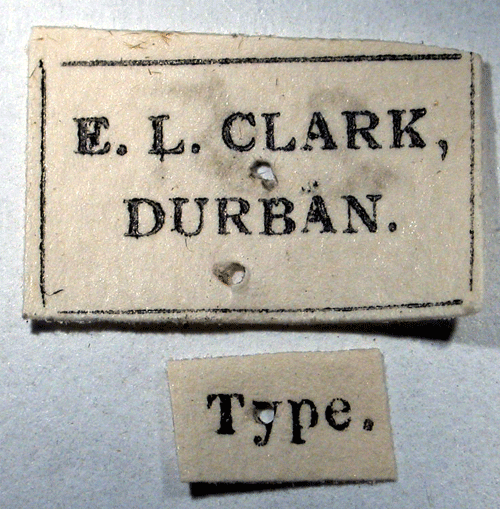 E. L. CLARK,
DURBAN.
Type.